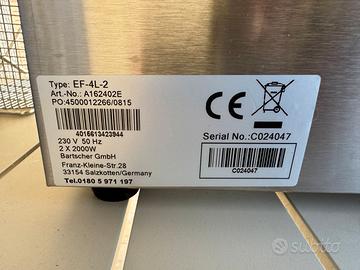 Type: EF-4L-2
Art.-No.: A162402E
PO:4500012266/0815
4016613423944
230 V 50 Hz
2 X 2000W
Bartscher GmbH
Franz-Kleine-Str.28
33154 Salzkotten/Germany
Tel.0180 5 971 197
CE
Serial No.: C024047
C024047
subito